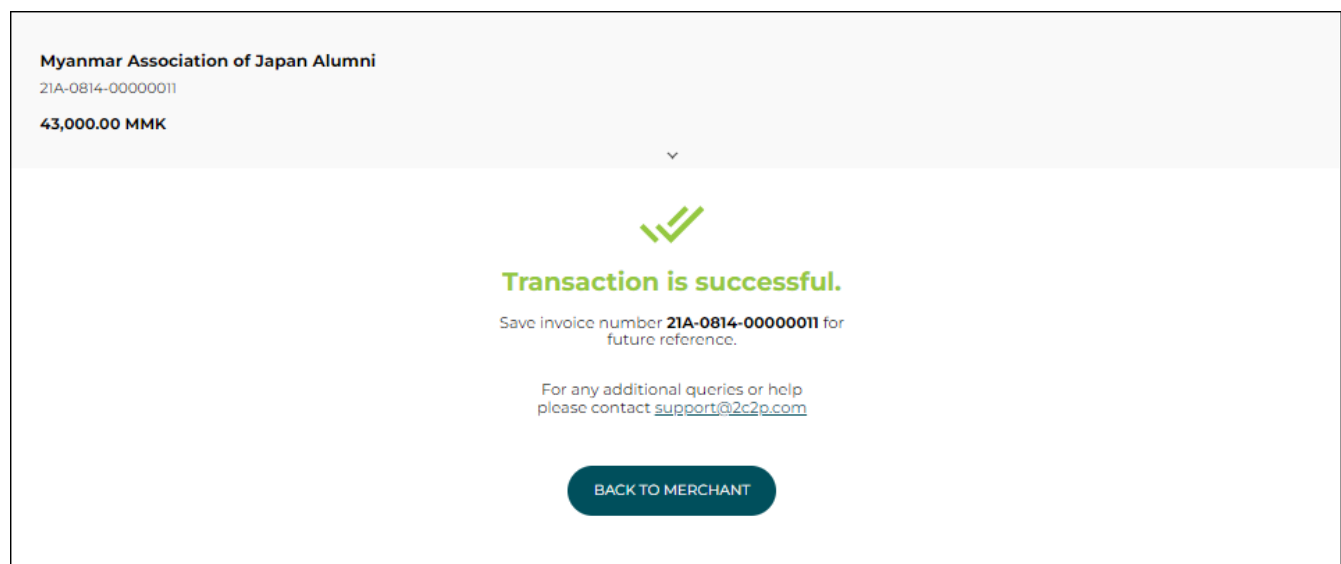 Myanmar Association of Japan Alumni
21A-0814-00000011
43,000.00 MMK
Transaction is successful.
Save invoice number 21A-0814-00000011 for
future reference.
For any additional queries or help
please contact support@2c2p.com
BACK TO MERCHANT